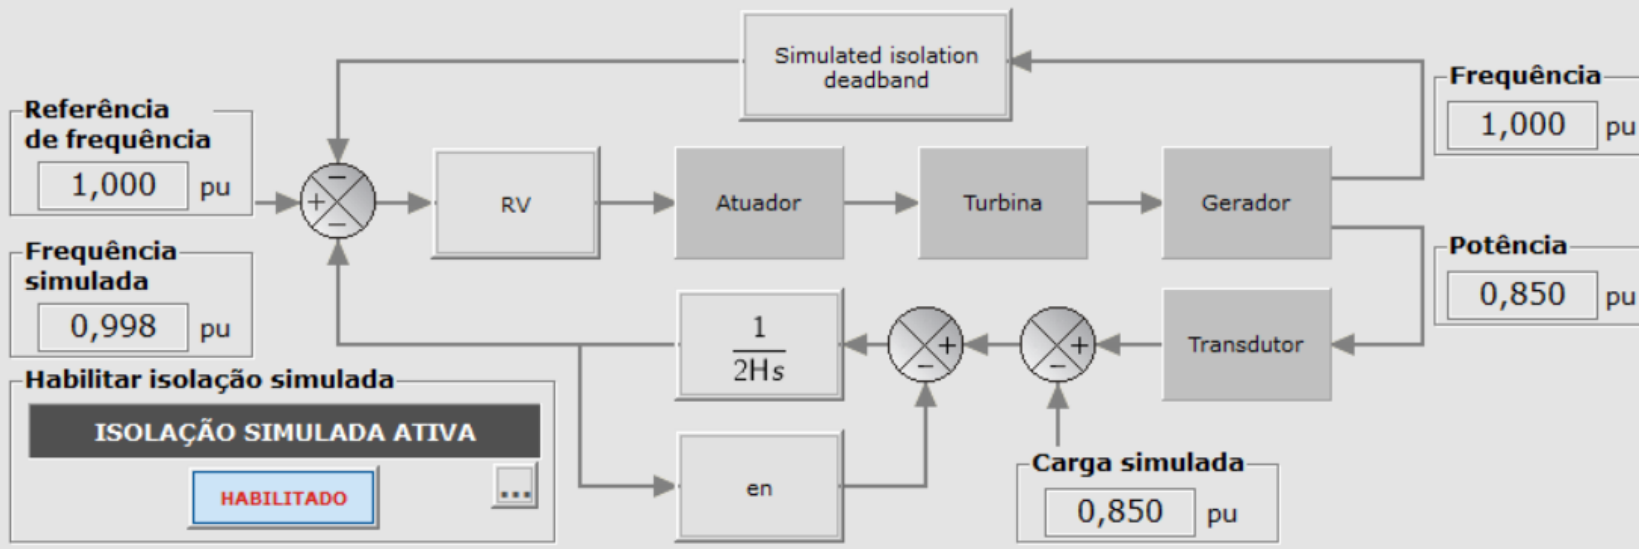 Simulated isolation
deadband
Frequência
1,000 pu
Referência
de frequência
1,000 pu
−
+
−
RV
Atuador
Turbina
Gerador
Frequência
simulada
0,998 pu
Potência
0,850 pu
1
2Hs
+
−
+
−
Transdutor
Habilitar isolação simulada
ISOLAÇÃO SIMULADA ATIVA
HABILITADO
...
en
Carga simulada
0,850 pu